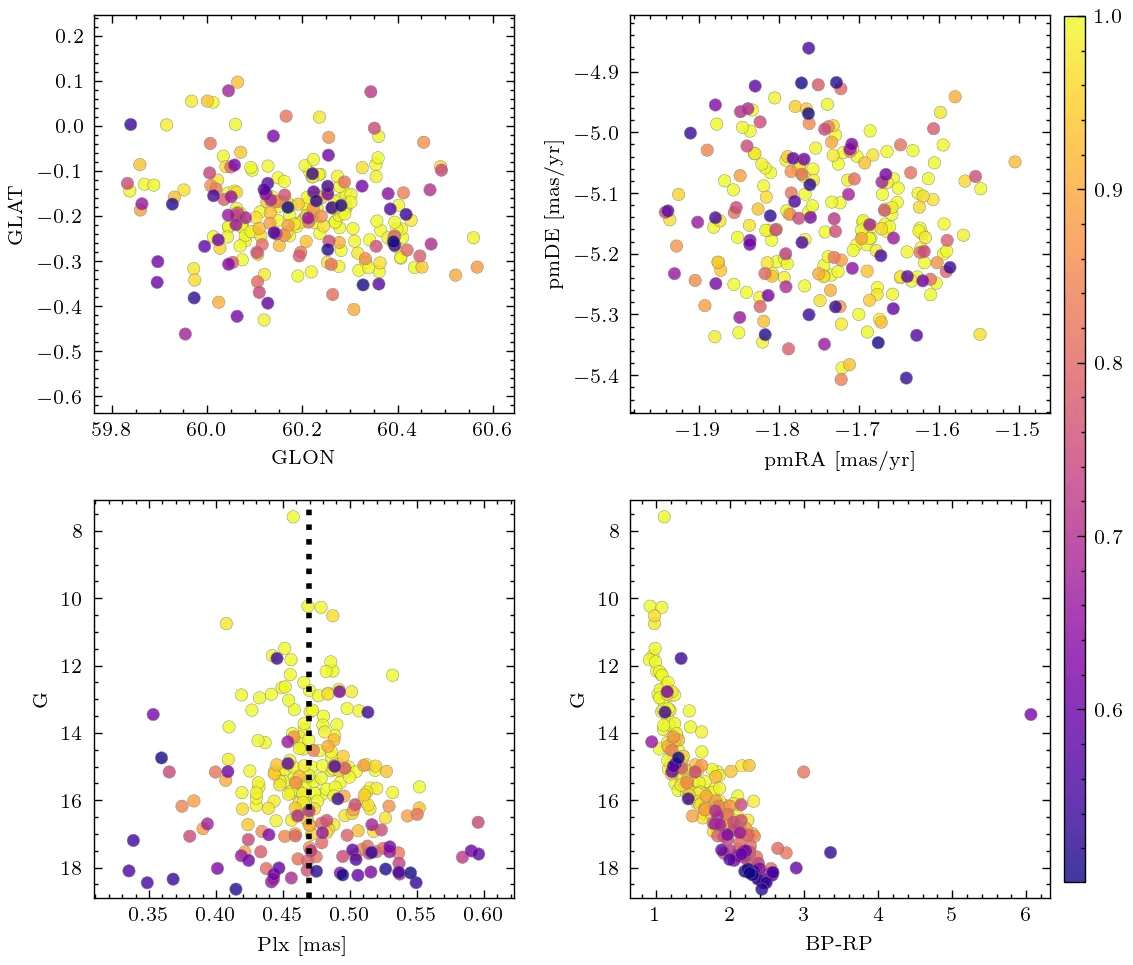 0.2
0.1
0.0
−0.1
−0.2
−0.3
−0.4
−0.5
−0.6
GLAT
59.8 60.0 60.2 60.4 60.6
GLON
−4.9
−5.0
−5.1
−5.2
−5.3
−5.4
pmDE [mas/yr]
−1.9 −1.8 −1.7 −1.6 −1.5
pmRA [mas/yr]
1.0
0.9
0.8
0.7
0.6
8
10
12
14
16
18
G
0.35 0.40 0.45 0.50 0.55 0.60
Plx [mas]
8
10
12
14
16
18
G
1 2 3 4 5 6
BP-RP